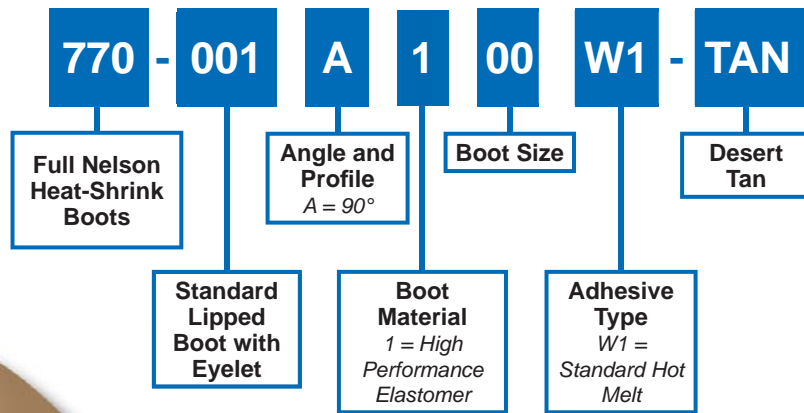 770 - 001 A 1 00 W1 - TAN
Full Nelson
Heat-Shrink
Boots
Angle and
Profile
A = 90°
Boot Size
Desert
Tan
Standard
Lipped
Boot with
Eyelet
Boot
Material
1 = High
Performance
Elastomer
Adhesive
Type
W1 =
Standard Hot
Melt